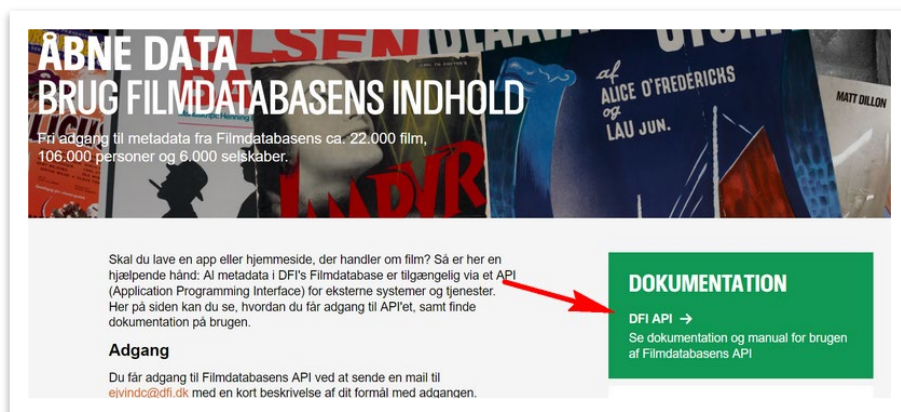 ÅBNE DATA
BRUG FILMDATABASENS INDHOLD
Fri adgang til metadata fra Filmdatabasens ca. 22.000 film,
106.000 personer og 6.000 selskaber.
OLSEN
VAMPYR
af
ALICE O'FREDERICKS
og
LAU JUN.
MATT DILLON
Skal du lave en app eller hjemmeside, der handler om film? Så er her en
hjælpende hånd: Al metadata i DFI's Filmdatabase er tilgængelig via et API
(Application Programming Interface) for eksterne systemer og tjenester.
Her på siden kan du se, hvordan du får adgang til API'et, samt finde
dokumentation på brugen.
Adgang
Du får adgang til Filmdatabasens API ved at sende en mail til
ejvindc@dfi.dk med en kort beskrivelse af dit formål med adgangen.
DOKUMENTATION
DFI API →
Se dokumentation og manual for brugen
af Filmdatabasens API